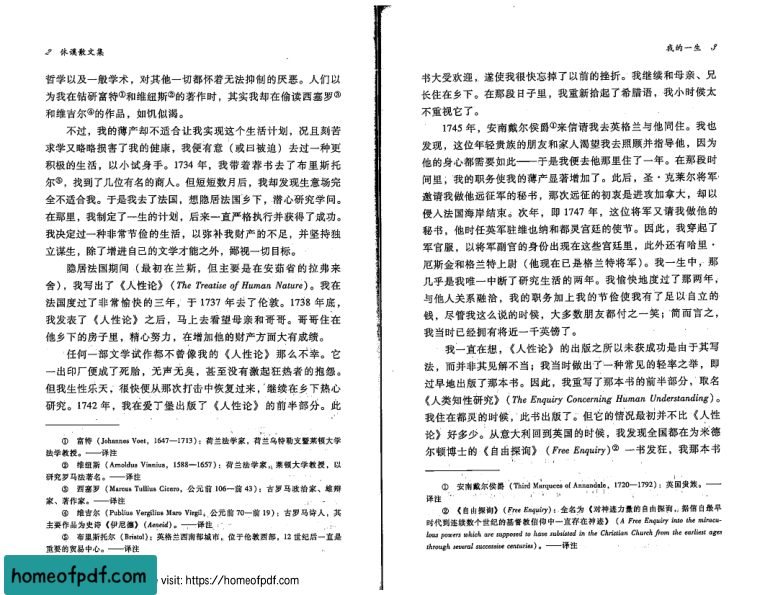 休谟散文集
哲学以及一般学术，对其他一切都怀着无法抑制的厌恶。人们以
为我在钻研富特①和维纽斯②的著作时，其实我却在偷读西塞罗③
和维吉尔④的作品，如饥似渴。
不过，我的薄产却不适合让我实现这个生活计划，况且刻苦
求学又略略损害了我的健康，我便有意（或曰被迫）去过一种更
积极的生活，以小试身手。1734 年，我带着荐书去了布里斯托
尔⑤，找到了几位有名的商人。但短短数月后，我却发现生意场完
全不适合我。于是我去了法国，想隐居法国乡下，潜心研究学问。
在那里，我制定了一生的计划，后来一直严格执行并获得了成功。
我决定过一种非常节俭的生活，以弥补我财产的不足，并坚持独
立谋生，除了增进自己的文学才能之外，鄙视一切目标。
隐居法国期间（最初在兰斯，但主要是在安茹省的拉弗来
舍），我写出了《人性论》（The Treatise of Human Nature）。我在
法国度过了非常愉快的三年，于 1737 年去了伦敦。1738 年底，
我发表了《人性论》之后，马上去看望母亲和哥哥。哥哥住在
他乡下的房子里，精心努力，在增加他的财产方面大有成绩。
任何一部文学试作都不曾像我的《人性论》那么不幸。它
一出印厂便成了死胎，无声无臭，甚至没有激起狂热者的抱怨。
但我生性乐天，很快便从那次打击中恢复过来，继续在乡下热心
研究。1742 年，我在爱丁堡出版了《人性论》的前半部分。此
① 富特（Johannes Voet，1647—1713）：荷兰法学家，荷兰乌特勒支暨莱顿大学
法学教授。——译注
② 维纽斯（Arnoldus Vinnius，1588—1657）：荷兰法学家，莱顿大学教授，以
研究罗马法著名。——译注
③ 西塞罗（Marcus Tullius Cicero，公元前 106—前 43）：古罗马政治家、雄辩
家、著作家。——译注
④ 维吉尔（Publius Vergilius Maro Virgil，公元前 70—前 19）：古罗马诗人，其
主要作品为史诗《伊尼德》（Aeneid）。——译注
⑤ 布里斯托尔（Bristol）：英格兰西南部城市，位于伦敦西部，12 世纪后一直是
重要的贸易中心。——译注
我的一生
书大受欢迎，遂使我很快忘掉了以前的挫折。我继续和母亲、兄
长住在乡下。在那段日子里，我重新拾起了希腊语，我小时候太
不重视它了。
1745 年，安南戴尔侯爵①来信请我去英格兰与他同住。我也
发现，这位年轻贵族的朋友和家人渴望我去照顾并指导他，因为
他的身心都需要如此——于是我便去他那里住了一年。在那段时
间里，我的职务使我的薄产显著增加了。此后，圣·克莱尔将军
邀请我做他远征军的秘书，那次远征的初衷是进攻加拿大，却以
侵入法国海岸结束。次年，即 1747 年，这位将军又请我做他的
秘书，他时任英军驻维也纳和都灵宫廷的使节。因此，我穿起了
军官服，以将军副官的身份出现在这些宫廷里，此外还有哈里·
厄斯金和格兰特上尉（他现在已是格兰特将军）。我一生中，那
几乎是我唯一中断了研究生活的两年。我愉快地度过了那两年，
与他人关系融洽，我的职务加上我的节俭使我有了足以自立的
钱，尽管我这么说的时候，大多数朋友都付之一笑；简而言之，
我当时已经拥有将近一千英镑了。
我一直在想，《人性论》的出版之所以未获成功是由于其写
法，而并非其见解不当；我当时做出了一种常见的轻率之举，即
过早地出版了那本书。因此，我重写了那本书的前半部分，取名
《人类知性研究》（The Enquiry Concerning Human Understanding）。
我住在都灵的时候，此书出版了。但它的情况最初并不比《人性
论》好多少。从意大利回到英国的时候，我发现全国都在为米德
尔顿博士的《自由探询》（Free Enquiry）② 一书发狂，我那本书
① 安南戴尔侯爵（Third Marquess of Annandale，1720—1792）：英国贵族。——
译注
② 《自由探询》（Free Enquiry）：全名为《对神迹力量的自由探询，据信自最早
时代到连续数个世纪的基督教信仰中一直存在神迹》（A Free Enquiry into the miracu-
lous powers which are supposed to have subsisted in the Christian Church from the earliest ages
through several successive centuries）。——译注
homeofpdf.com
visit: https://homeofpdf.com